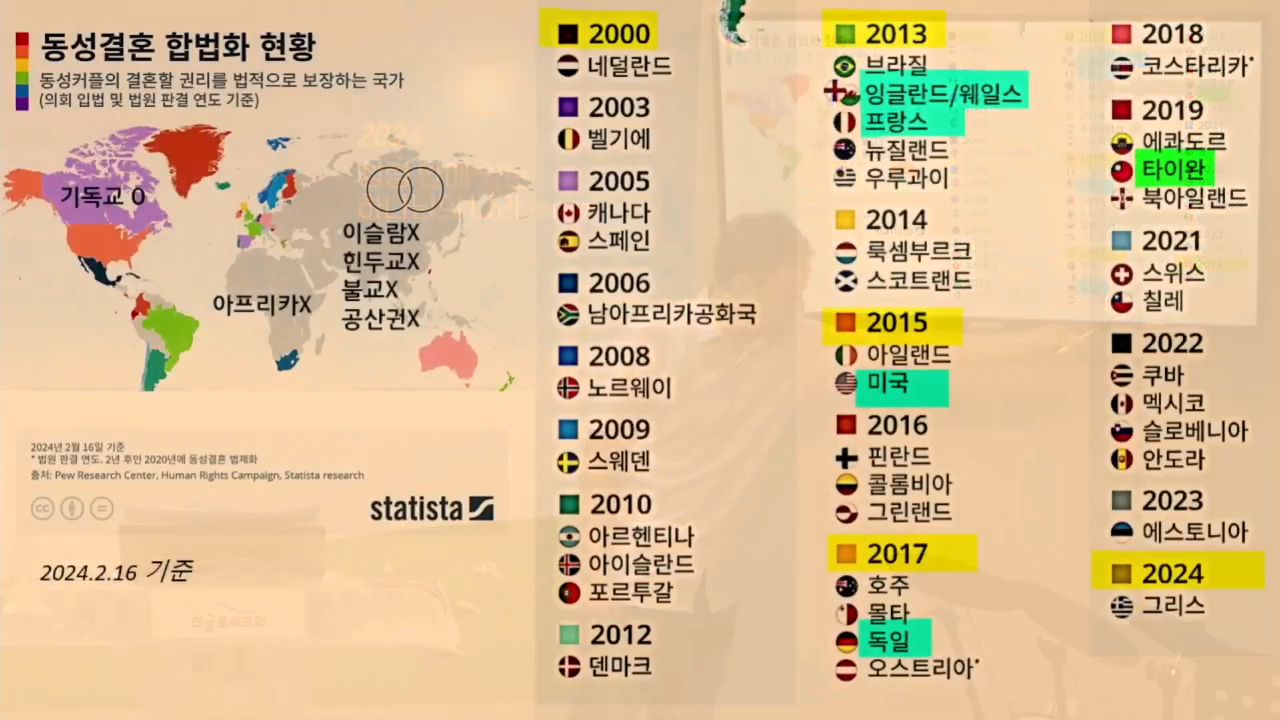 동성결혼 합법화 현황
동성커플의 결혼할 권리를 법적으로 보장하는 국가
(의회 입법 및 법원 판결 연도 기준)
기독교 O
이슬람X
힌두교X
불교X
공산권X
아프리카X
2024년 2월 16일 기준
* 법원 판결 연도. 2년 후인 2020년에 동성결혼 법제화
출처: Pew Research Center, Human Rights Campaign, Statista research
statista
2024.2.16 기준
2000
네덜란드
2003
벨기에
2005
캐나다
스페인
2006
남아프리카공화국
2008
노르웨이
2009
스웨덴
2010
아르헨티나
아이슬란드
포르투갈
2012
덴마크
2013
브라질
잉글란드/웨일스
프랑스
뉴질랜드
우루과이
2014
룩셈부르크
스코트랜드
2015
아일랜드
미국
2016
핀란드
콜롬비아
그린랜드
2017
호주
몰타
독일
오스트리아*
2018
코스타리카*
2019
에콰도르
타이완
북아일랜드
2021
스위스
칠레
2022
쿠바
멕시코
슬로베니아
안도라
2023
에스토니아
2024
그리스